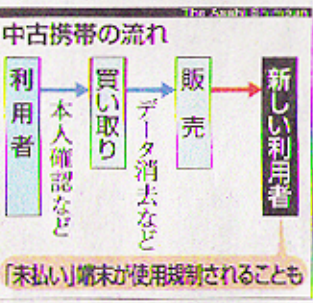 The Asahi Shimbun
中古携帯の流れ
利用者
本人確認など
買い取り
データ消去など
販売
新しい利用者
「未払い」端末が使用規制されることも